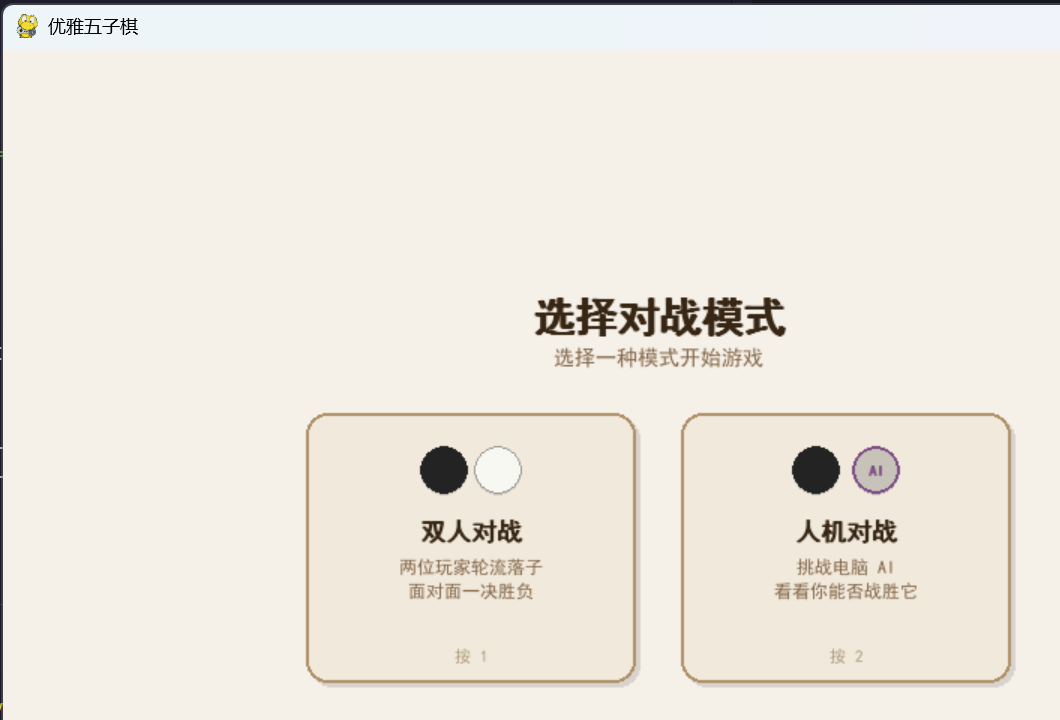 优雅五子棋
选择对战模式
选择一种模式开始游戏
AI
双人对战
两位玩家轮流落子
面对面一决胜负
按 1
人机对战
挑战电脑 AI
看看你能否战胜它
按 2